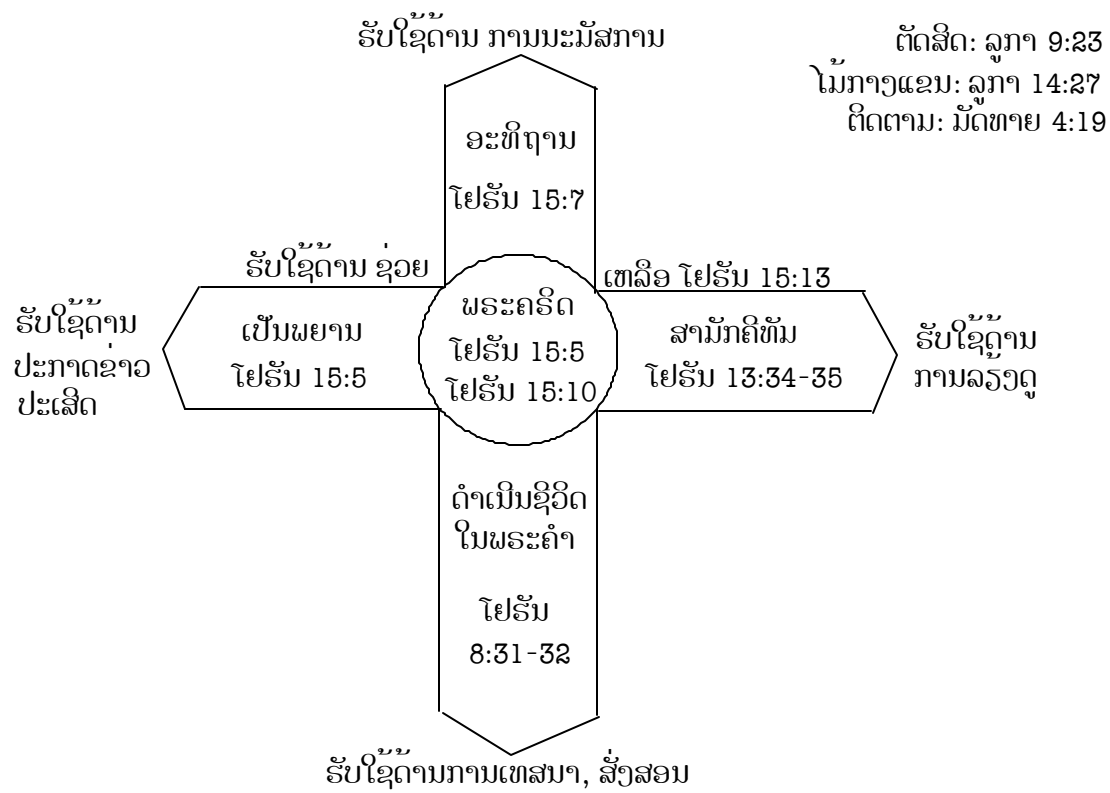 ຮັບໃຊ້ດ້ານ ການນະມັສການ
ຕັດສິດ: ລູກາ 9:23
ໄມ້ກາງແຂນ: ລູກາ 14:27
ຕິດຕາມ: ມັດທາຍ 4:19
ອະທິຖານ
ໂຢຮັນ 15:7
ຮັບໃຊ້ດ້ານ ຊ່ວຍ
ເຫລືອ ໂຢຮັນ 15:13
ຮັບໃຊ້ດ້ານ
ປະກາດຂ່າວ
ປະເສີດ
ເປັນພຍານ
ໂຢຮັນ 15:5
ພຣະຄຣິດ
ໂຢຮັນ 15:5
ໂຢຮັນ 15:10
ສາມັກຄີທັມ
ໂຢຮັນ 13:34-35
ຮັບໃຊ້ດ້ານ
ການລຽ້ງດູ
ດຳເນີນຊີວິດ
ໃນພຣະຄຳ
ໂຢຮັນ
8:31-32
ຮັບໃຊ້ດ້ານການເທສນາ, ສັ່ງສອນ